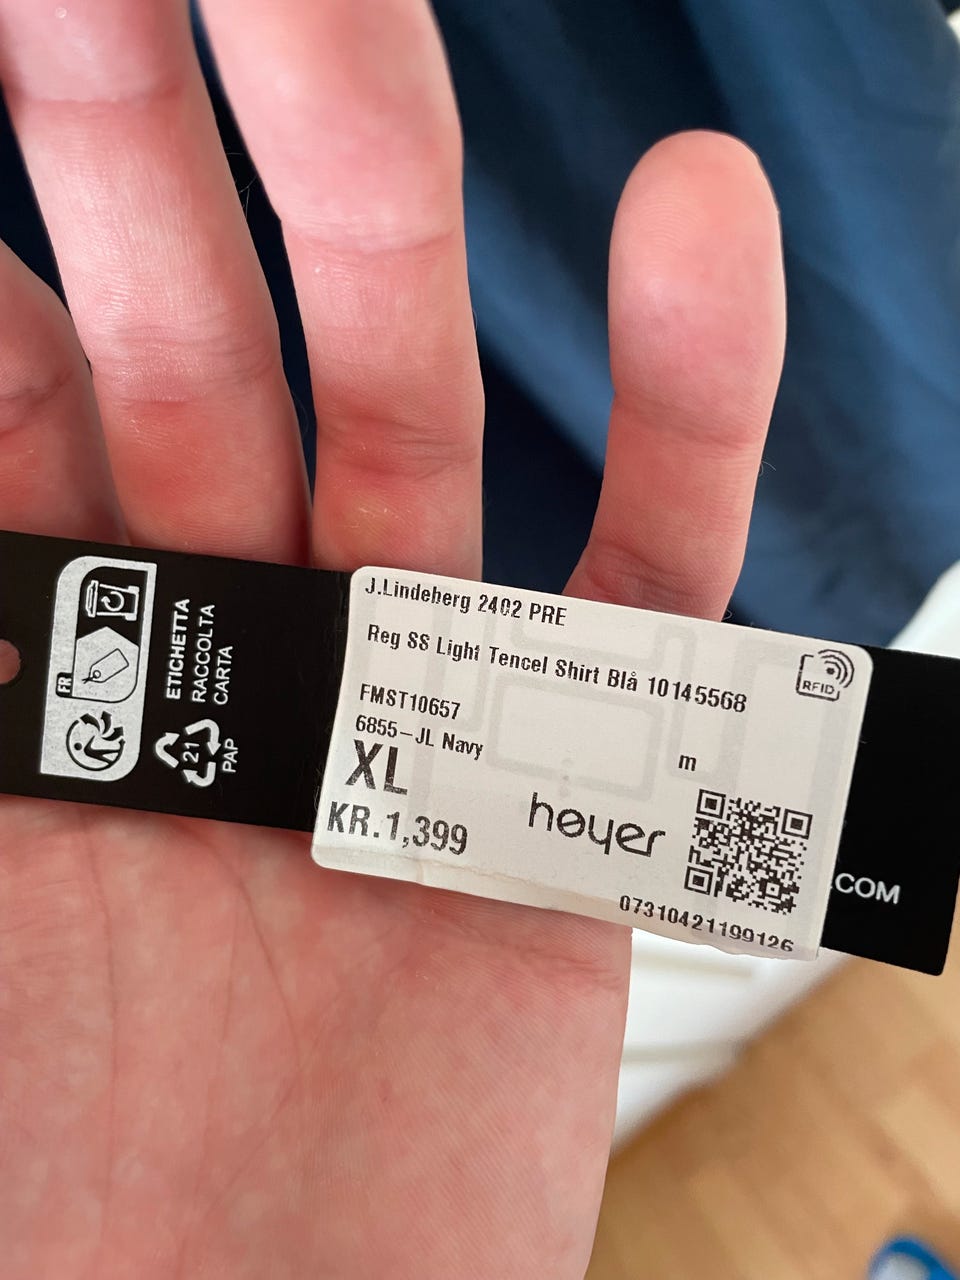 FR
ETICHETTA
RACCOLTA
CARTA
21
PAP
J.Lindeberg 2402 PRE
Reg SS Light Tencel Shirt Blå 10145568
RFID
FMST10657
6855-JL Navy
m
XL
KR.1,399
høyer
07310421199126
.COM